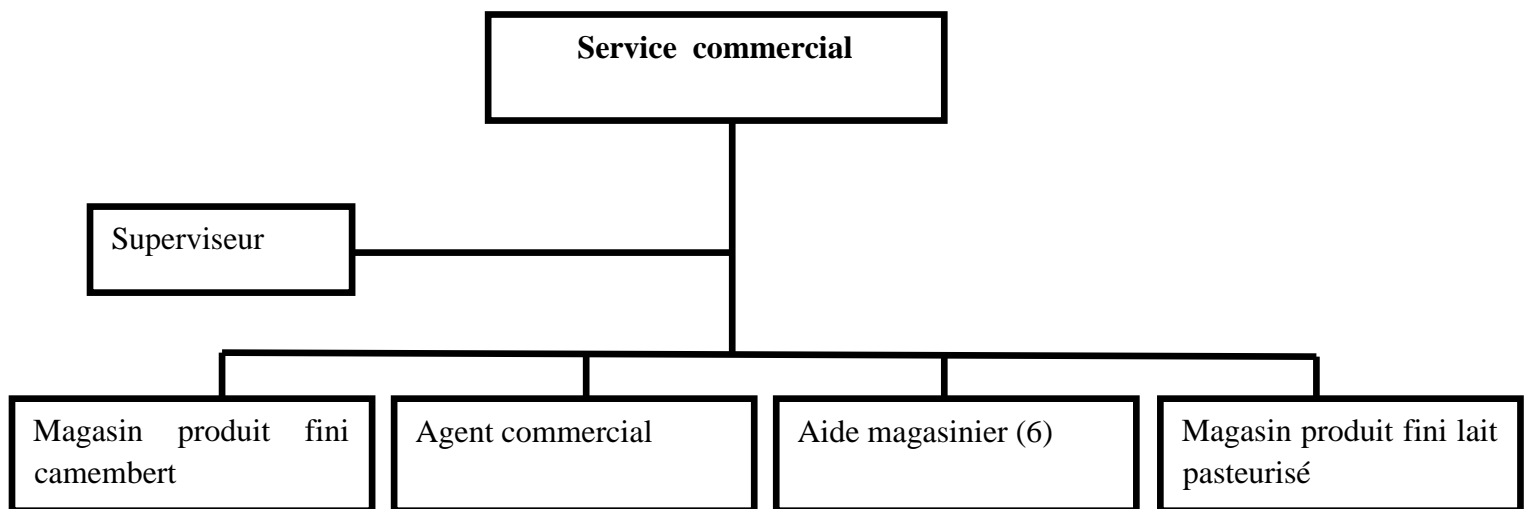 Service commercial
Superviseur
Magasin produit fini
camembert
Agent commercial
Aide magasinier (6)
Magasin produit fini lait
pasteurisé